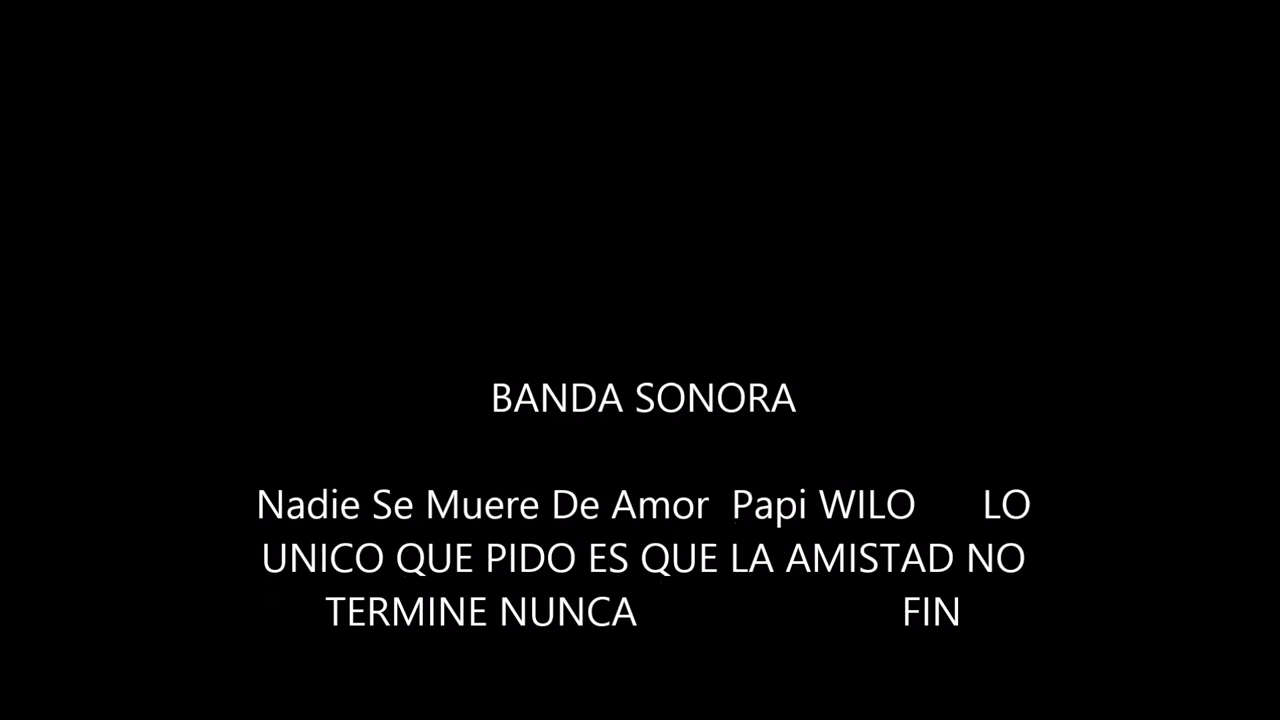 BANDA SONORA
Nadie Se Muere De Amor Papi WILO LO
UNICO QUE PIDO ES QUE LA AMISTAD NO
TERMINE NUNCA FIN